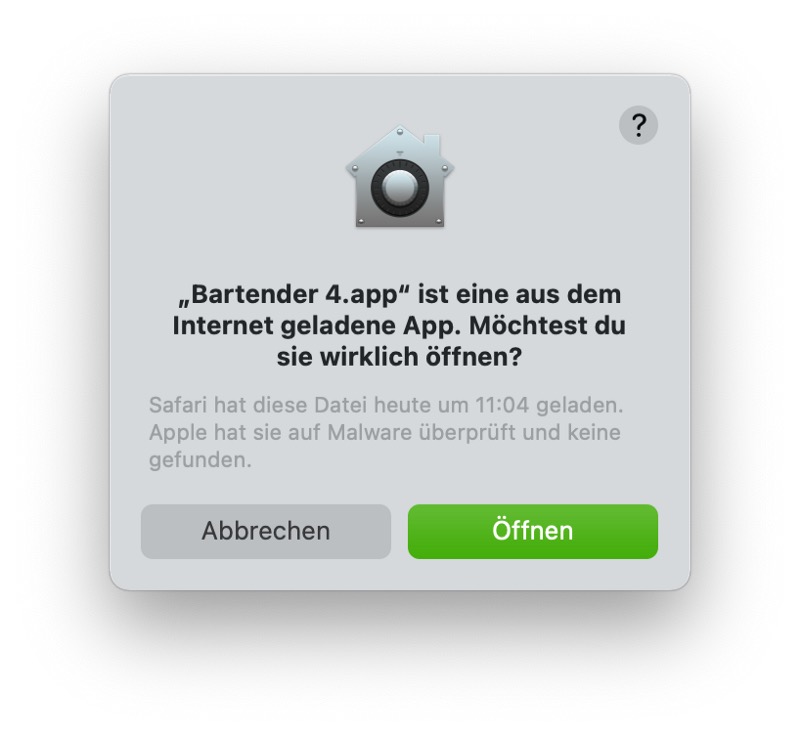 ?
„Bartender 4.app“ ist eine aus dem
Internet geladene App. Möchtest du
sie wirklich öffnen?
Safari hat diese Datei heute um 11:04 geladen.
Apple hat sie auf Malware überprüft und keine
gefunden.
Abbrechen
Öffnen